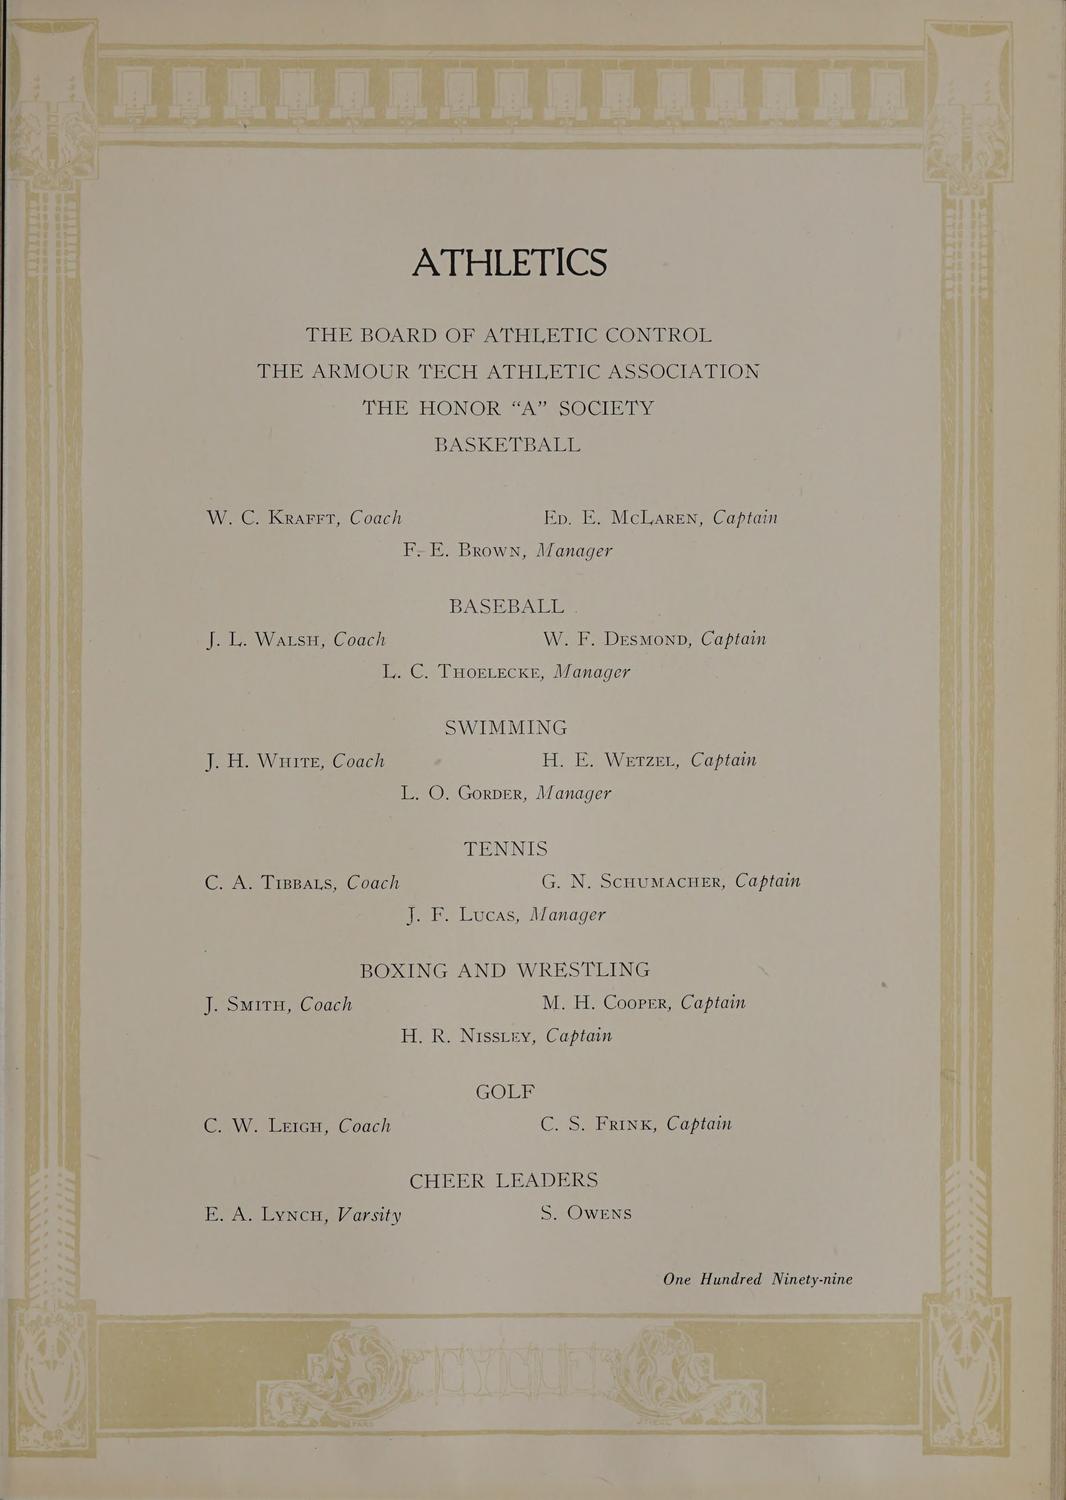 ATHLETICS
THE BOARD OF ATHLETIC CONTROL
THE ARMOUR TECH ATHLETIC ASSOCIATION
THE HONOR “A” SOCIETY
BASKETBALL
W. C. Krafft, Coach Ed. E. McLaren, Captain
F. E. Brown, Manager
BASEBALL
J. L. Walsh, Coach W. F. Desmond, Captain
L. C. Thoelecke, Manager
SWIMMING
J. H. White, Coach H. E. Wetzel, Captain
L. O. Gorder, Manager
TENNIS
C. A. Tibbals, Coach G. N. Schumacher, Captain
J. F. Lucas, Manager
BOXING AND WRESTLING
J. Smith, Coach M. H. Cooper, Captain
H. R. Nissley, Captain
GOLF
C. W. Leigh, Coach C. S. Frink, Captain
CHEER LEADERS
E. A. Lynch, Varsity S. Owens
One Hundred Ninety-nine
CYCLE